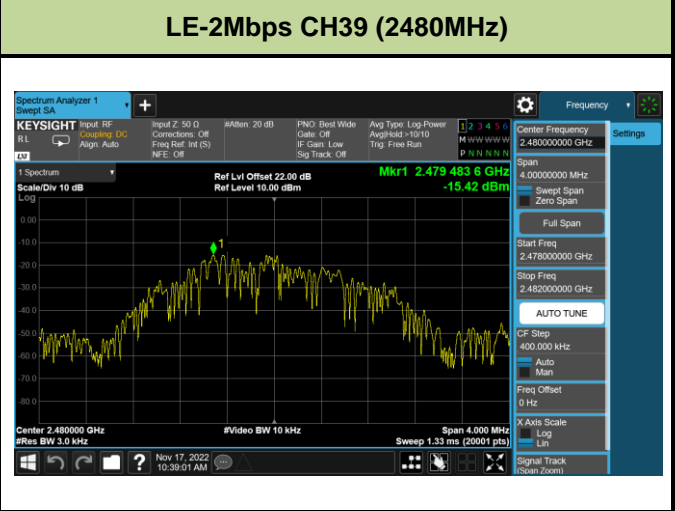 LE-2Mbps CH39 (2480MHz)
Spectrum Analyzer 1
Swept SA
Frequency
KEYSIGHT
RL
LXI
Input: RF
Coupling: DC
Align: Auto
Input Z: 50 Ω
Corrections: Off
Freq Ref: Int (S)
NFE: Off
#Atten: 20 dB
PNO: Best Wide
Gate: Off
IF Gain: Low
Sig Track: Off
Avg Type: Log-Power
Avg|Hold:>10/10
Trig: Free Run
1 2 3 4 5 6
M W W W W W
P N N N N N
1 Spectrum
Scale/Div 10 dB
Log
Ref Lvl Offset 22.00 dB
Ref Level 10.00 dBm
Mkr1 2.479 483 6 GHz
-15.42 dBm
0.00
-10.0
-20.0
-30.0
-40.0
-50.0
-60.0
-70.0
-80.0
1
Center 2.480000 GHz
#Res BW 3.0 kHz
#Video BW 10 kHz
Span 4.000 MHz
Sweep 1.33 ms (20001 pts)
Center Frequency
2.480000000 GHz
Settings
Span
4.00000000 MHz
Swept Span
Zero Span
Full Span
Start Freq
2.478000000 GHz
Stop Freq
2.482000000 GHz
AUTO TUNE
CF Step
400.000 kHz
Auto
Man
Freq Offset
0 Hz
X Axis Scale
Log
Lin
Signal Track
(Span Zoom)
Nov 17, 2022
10:39:01 AM